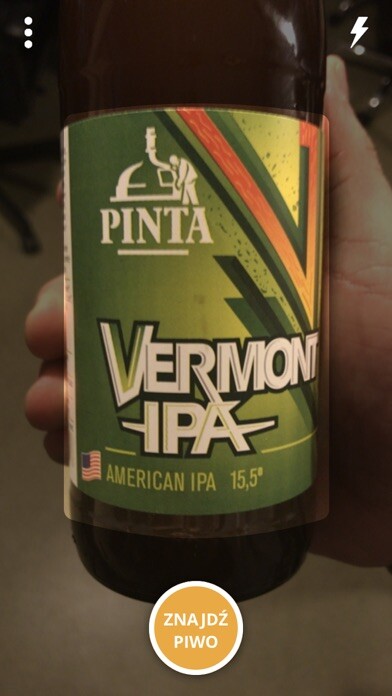 PINTA
VERMONT
IPA
AMERICAN IPA 15,5°
ZNAJDŹ
PIWO